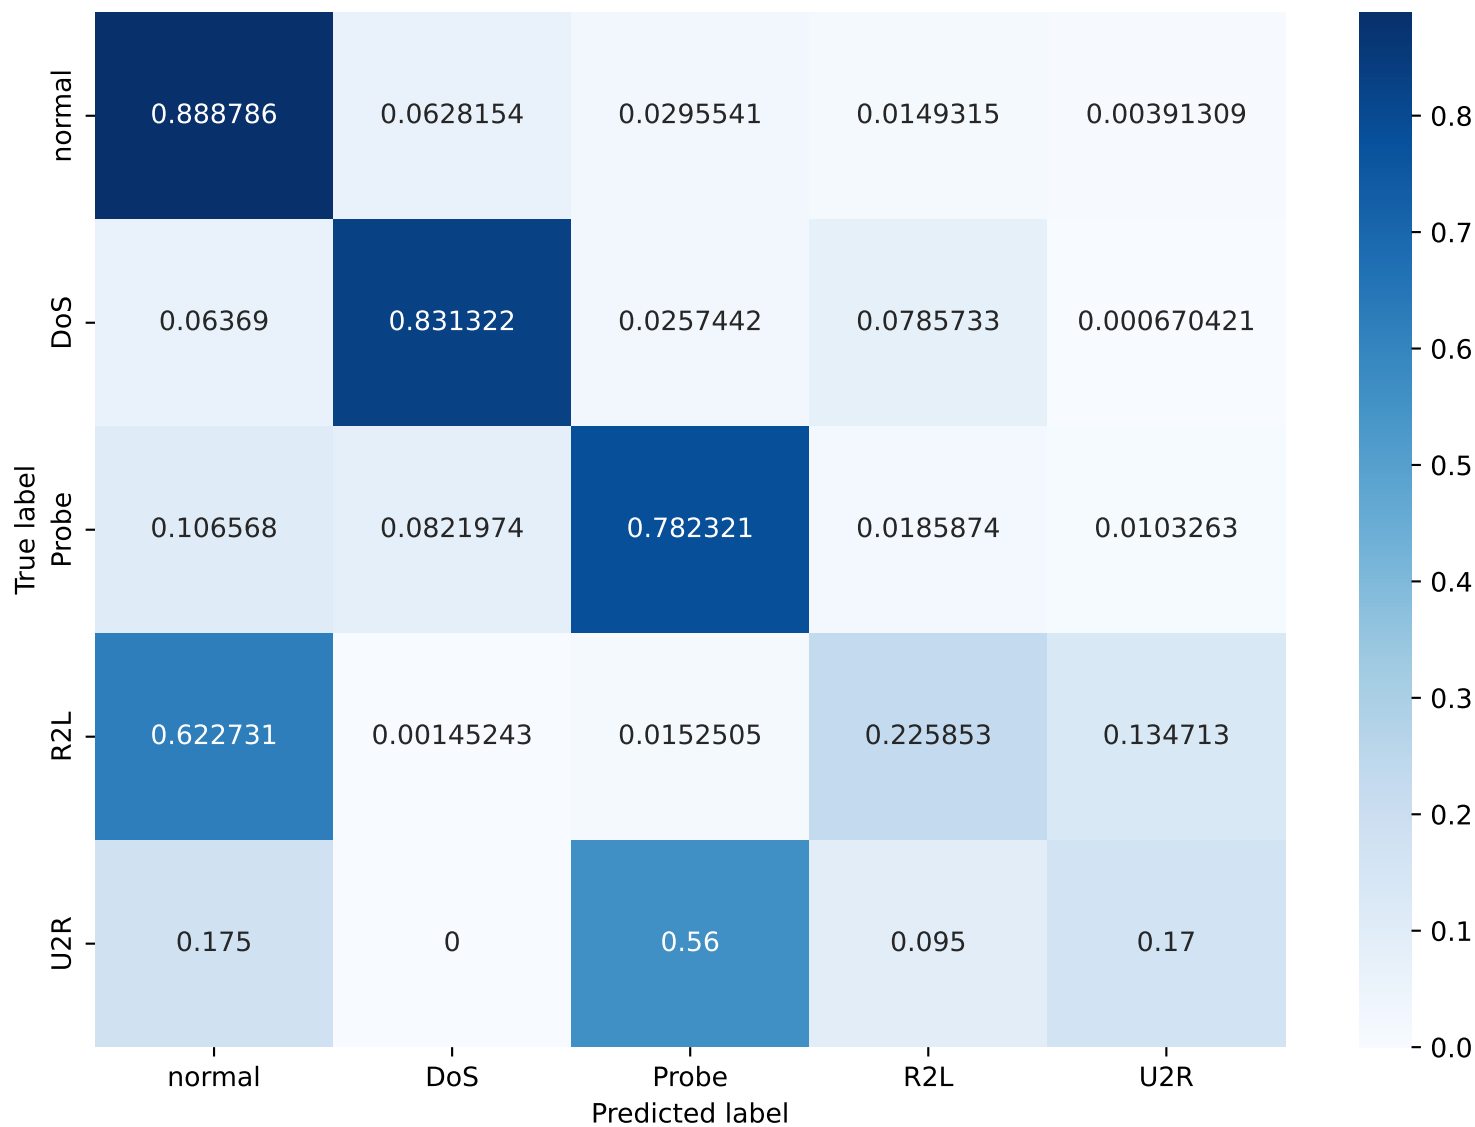 normal 0.888786 0.0628154 0.0295541 0.0149315 0.00391309
DoS 0.06369 0.831322 0.0257442 0.0785733 0.000670421
True label
Probe 0.106568 0.0821974 0.782321 0.0185874 0.0103263
R2L 0.622731 0.00145243 0.0152505 0.225853 0.134713
U2R 0.175 0 0.56 0.095 0.17
normal DoS Probe R2L U2R
Predicted label
0.8
0.7
0.6
0.5
0.4
0.3
0.2
0.1
0.0